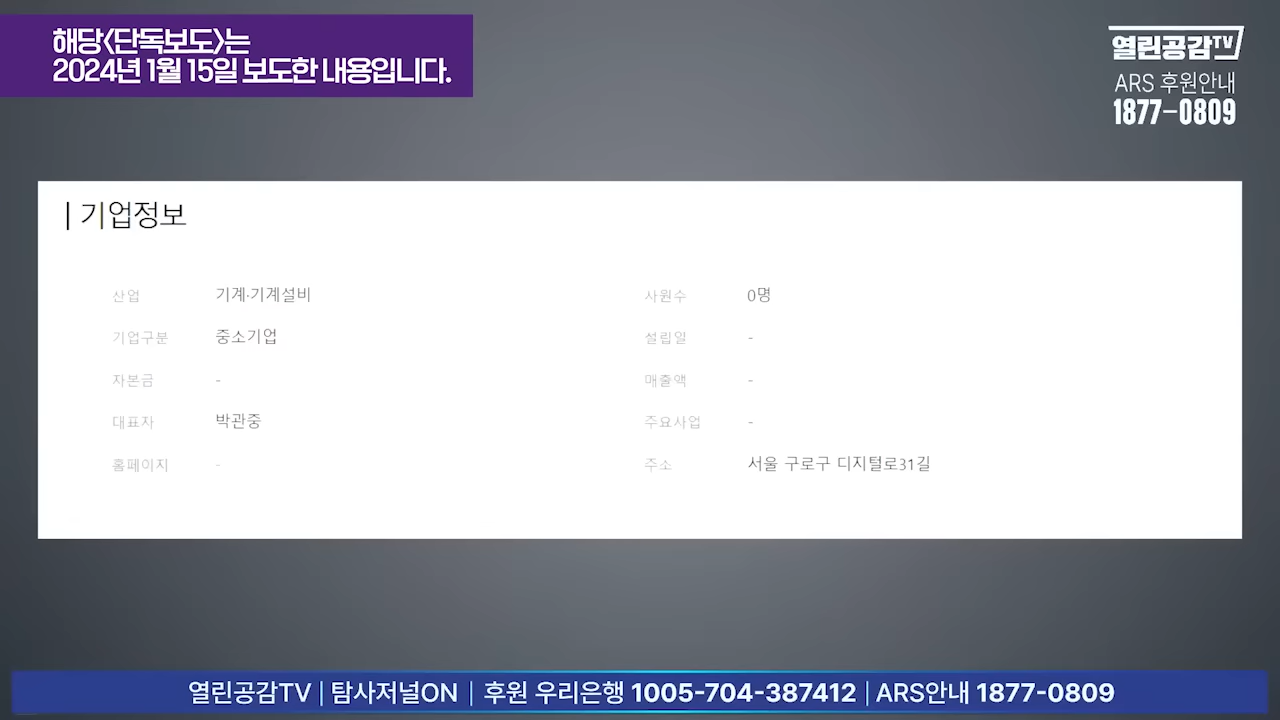 해당<단독보도>는
2024년 1월 15일 보도한 내용입니다.
열린공감TV
ARS 후원안내
1877-0809
| 기업정보
산업 기계·기계설비 사원수 0명
기업구분 중소기업 설립일 -
자본금 - 매출액 -
대표자 박관중 주요사업 -
홈페이지 - 주소 서울 구로구 디지털로31길
열린공감TV | 탐사저널ON | 후원 우리은행 1005-704-387412 | ARS안내 1877-0809